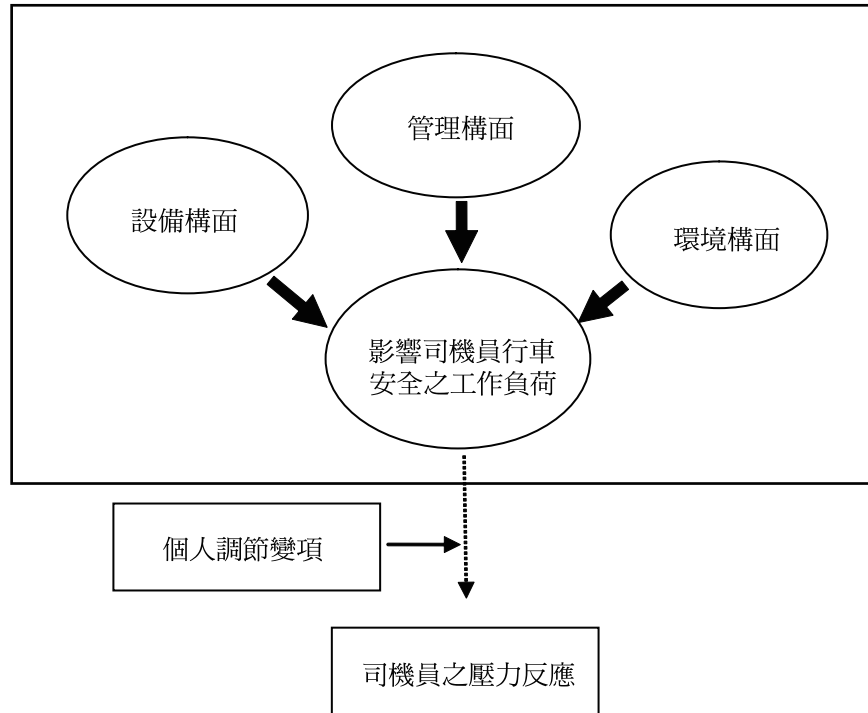 管理構面
設備構面
環境構面
影響司機員行車
安全之工作負荷
個人調節變項
司機員之壓力反應